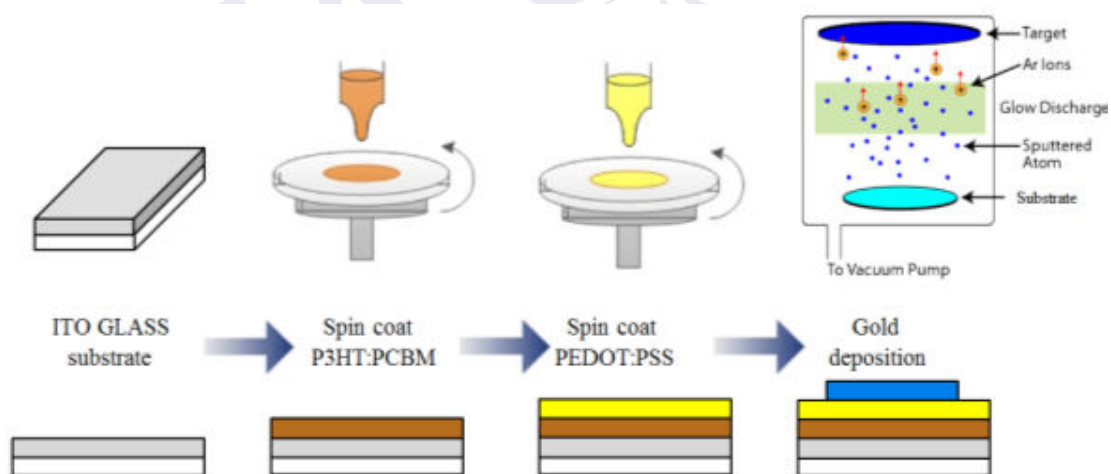 Target
Ar Ions
Glow Discharge
Sputtered
Atom
Substrate
To Vacuum Pump
ITO GLASS
substrate
Spin coat
P3HT:PCBM
Spin coat
PEDOT:PSS
Gold
deposition